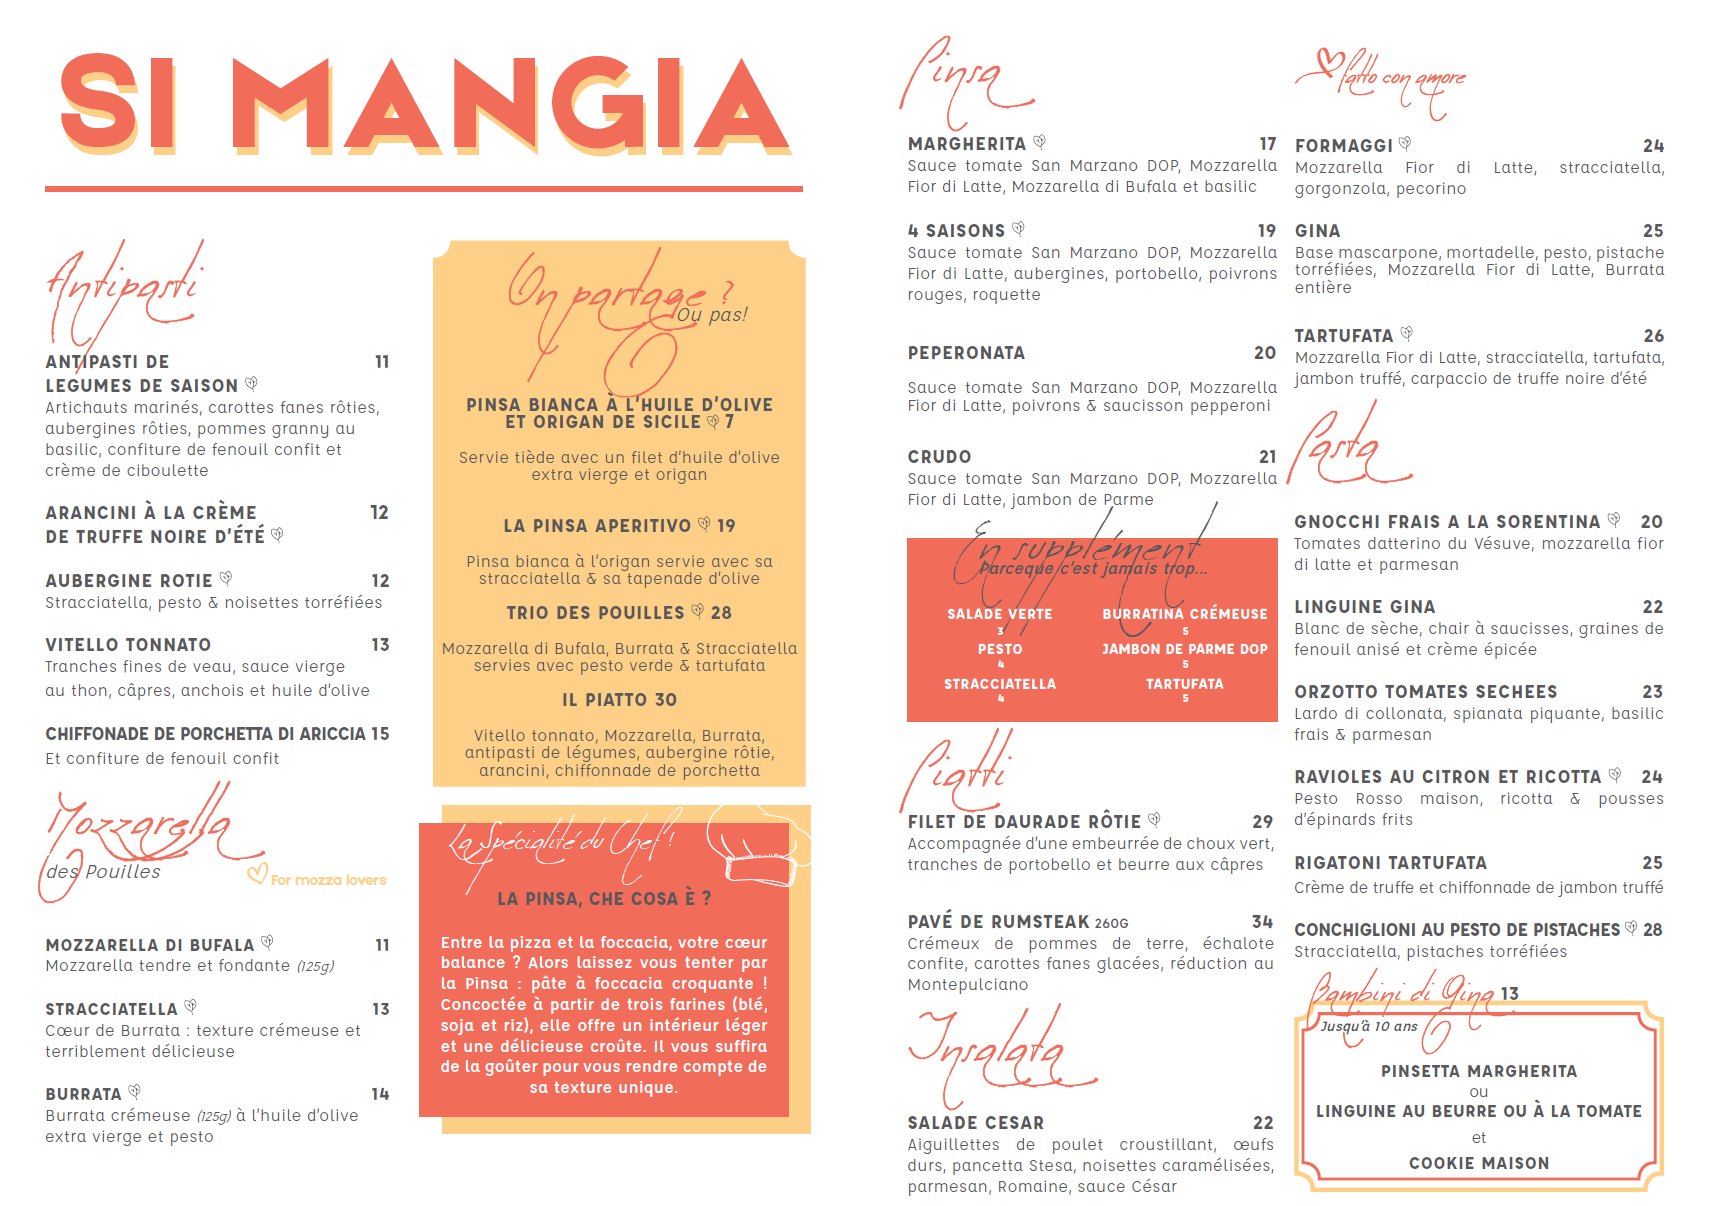 SI MANGIA
Antipasti
ANTIPASTI DE 11
LEGUMES DE SAISON
Artichauts marinés, carottes fanes rôties,
aubergines rôties, pommes granny au
basilic, confiture de fenouil confit et
crème de ciboulette
ARANCINI À LA CRÈME 12
DE TRUFFE NOIRE D'ÉTÉ
AUBERGINE ROTIE 12
Stracciatella, pesto & noisettes torréfiées
VITELLO TONNATO 13
Tranches fines de veau, sauce vierge
au thon, câpres, anchois et huile d'olive
CHIFFONADE DE PORCHETTA DI ARICCIA 15
Et confiture de fenouil confit
Mozzarella
des Pouilles
For mozza lovers
MOZZARELLA DI BUFALA 11
Mozzarella tendre et fondante (125g)
STRACCIATELLA 13
Cœur de Burrata : texture crémeuse et
terriblement délicieuse
BURRATA 14
Burrata crémeuse (125g) à l'huile d'olive
extra vierge et pesto
On partage ?
Ou pas!
PINSA BIANCA À L'HUILE D'OLIVE
ET ORIGAN DE SICILE 7
Servie tiède avec un filet d'huile d'olive
extra vierge et origan
LA PINSA APERITIVO 19
Pinsa bianca à l'origan servie avec sa
stracciatella & sa tapenade d'olive
TRIO DES POUILLES 28
Mozzarella di Bufala, Burrata & Stracciatella
servies avec pesto verde & tartufata
IL PIATTO 30
Vitello tonnato, Mozzarella, Burrata,
antipasti de légumes, aubergine rôtie,
arancini, chiffonnade de porchetta
La Spécialité du Chef !
LA PINSA, CHE COSA È ?
Entre la pizza et la foccacia, votre cœur
balance ? Alors laissez vous tenter par
la Pinsa : pâte à foccacia croquante !
Concoctée à partir de trois farines (blé,
soja et riz), elle offre un intérieur léger
et une délicieuse croûte. Il vous suffira
de la goûter pour vous rendre compte de
sa texture unique.
Pinsa
MARGHERITA 17
Sauce tomate San Marzano DOP, Mozzarella
Fior di Latte, Mozzarella di Bufala et basilic
4 SAISONS 19
Sauce tomate San Marzano DOP, Mozzarella
Fior di Latte, aubergines, portobello, poivrons
rouges, roquette
PEPERONATA 20
Sauce tomate San Marzano DOP, Mozzarella
Fior di Latte, poivrons & saucisson pepperoni
CRUDO 21
Sauce tomate San Marzano DOP, Mozzarella
Fior di Latte, jambon de Parme
En supplément
Parceque c'est jamais trop...
SALADE VERTE
3
PESTO
4
STRACCIATELLA
4
BURRATINA CRÉMEUSE
5
JAMBON DE PARME DOP
5
TARTUFATA
5
Piatti
FILET DE DAURADE RÔTIE 29
Accompagnée d'une embeurrée de choux vert,
tranches de portobello et beurre aux câpres
PAVÉ DE RUMSTEAK 260G 34
Crémeux de pommes de terre, échalote
confite, carottes fanes glacées, réduction au
Montepulciano
Insalata
SALADE CESAR 22
Aiguillettes de poulet croustillant, œufs
durs, pancetta Stesa, noisettes caramélisées,
parmesan, Romaine, sauce César
fatto con amore
FORMAGGI 24
Mozzarella Fior di Latte, stracciatella,
gorgonzola, pecorino
GINA 25
Base mascarpone, mortadelle, pesto, pistache
torréfiées, Mozzarella Fior di Latte, Burrata
entière
TARTUFATA 26
Mozzarella Fior di Latte, stracciatella, tartufata,
jambon truffé, carpaccio de truffe noire d'été
Pasta
GNOCCHI FRAIS A LA SORENTINA 20
Tomates datterino du Vésuve, mozzarella fior
di latte et parmesan
LINGUINE GINA 22
Blanc de sèche, chair à saucisses, graines de
fenouil anisé et crème épicée
ORZOTTO TOMATES SECHEES 23
Lardo di collonata, spianata piquante, basilic
frais & parmesan
RAVIOLES AU CITRON ET RICOTTA 24
Pesto Rosso maison, ricotta & pousses
d'épinards frits
RIGATONI TARTUFATA 25
Crème de truffe et chiffonnade de jambon truffé
CONCHIGLIONI AU PESTO DE PISTACHES 28
Stracciatella, pistaches torréfiées
Bambini di Gina 13
Jusqu'à 10 ans
PINSETTA MARGHERITA
ou
LINGUINE AU BEURRE OU À LA TOMATE
et
COOKIE MAISON